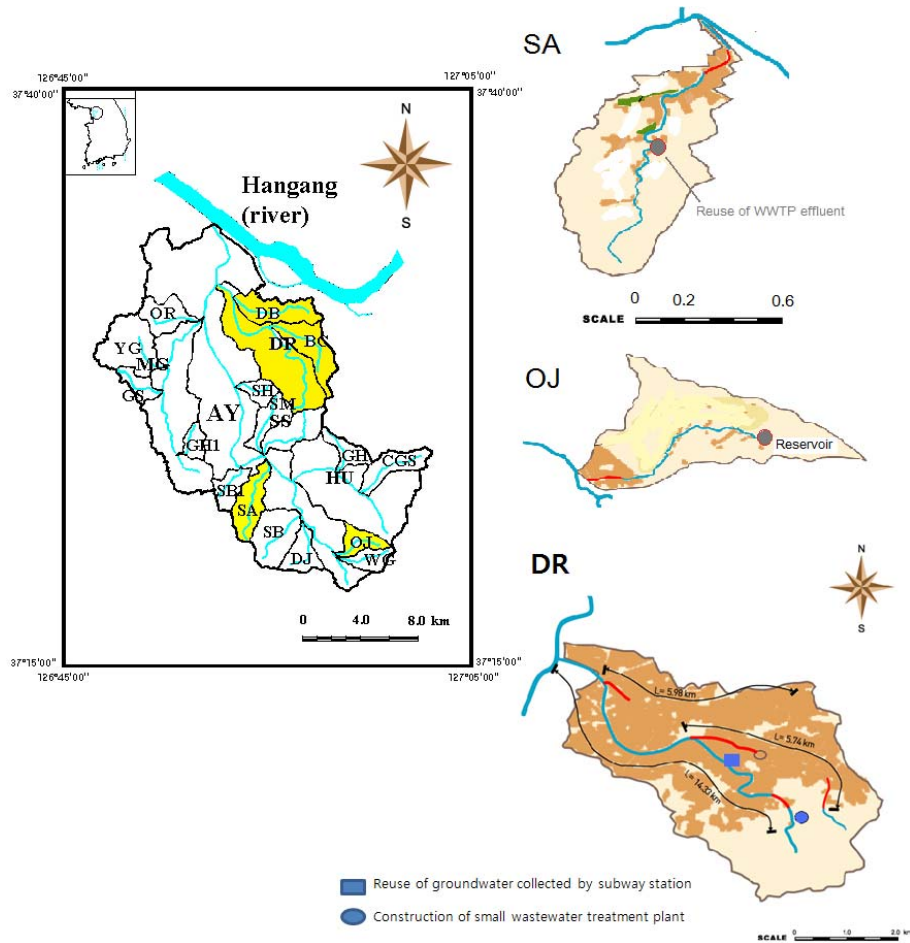 SA
126°45'00''
127°05'00''
37°40'00''
37°40'00''
N
S
Hangang
(river)
OR
DB
YG
MG
DR
BC
GS
AY
SH
SM
SS
GH1
GH
CGS
HU
SB1
SA
SB
OJ
DJ
WG
0 4.0 8.0 km
37°15'00''
37°15'00''
126°45'00''
127°05'00''
Reuse of WWTP effluent
0 0.2 0.6
SCALE
OJ
Reservoir
DR
N
S
L= 5.98 km
L= 5.74 km
L= 14.33 km
Reuse of groundwater collected by subway station
Construction of small wastewater treatment plant
SCALE 0 1.0 2.0 km